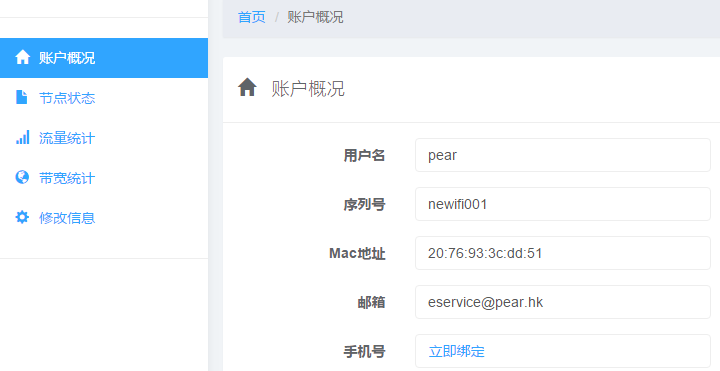 首页 / 账户概况
账户概况
节点状态
流量统计
带宽统计
修改信息
账户概况
用户名 pear
序列号 newifi001
Mac地址 20:76:93:3c:dd:51
邮箱 eservice@pear.hk
手机号 立即绑定